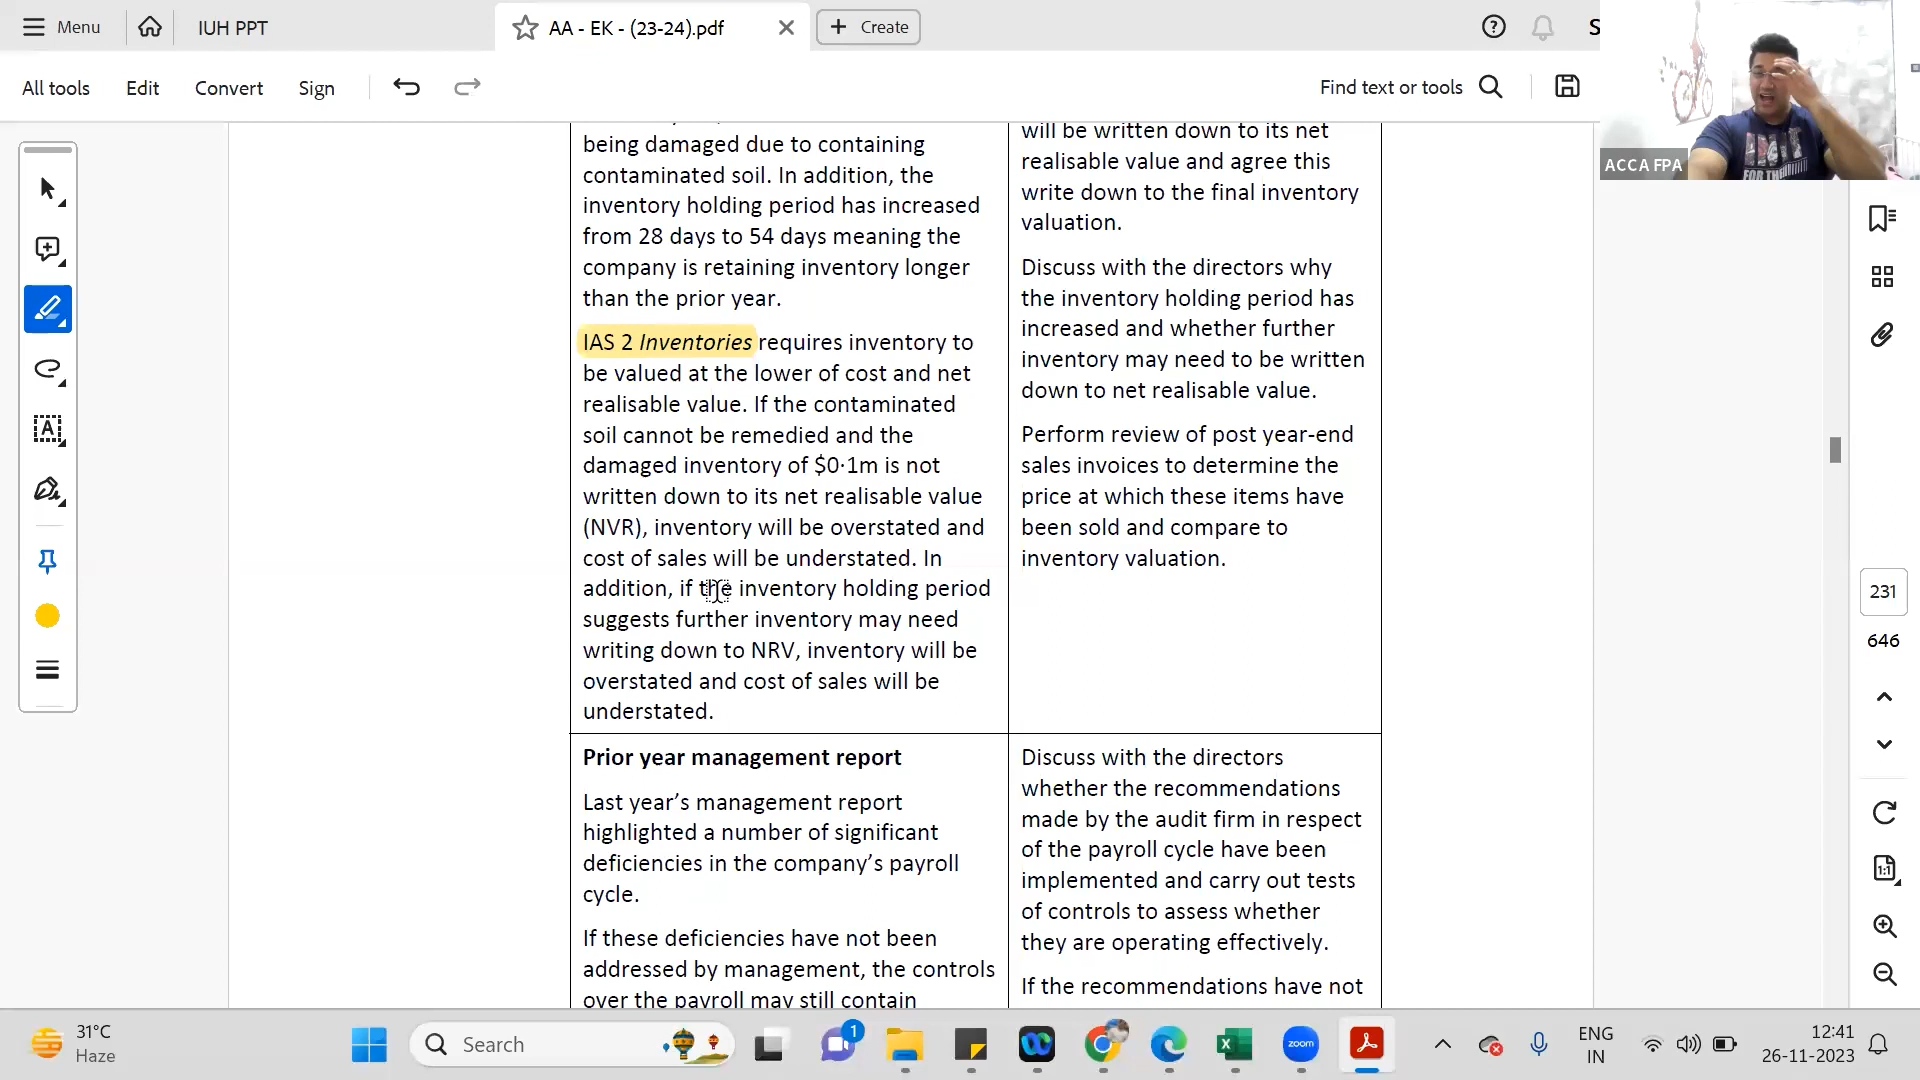 Menu
IUH PPT
AA - EK - (23-24).pdf
Create
S
All tools
Edit
Convert
Sign
Find text or tools
ACCA FPA
being damaged due to containing
contaminated soil. In addition, the
inventory holding period has increased
from 28 days to 54 days meaning the
company is retaining inventory longer
than the prior year.
IAS 2 Inventories requires inventory to
be valued at the lower of cost and net
realisable value. If the contaminated
soil cannot be remedied and the
damaged inventory of $0·1m is not
written down to its net realisable value
(NVR), inventory will be overstated and
cost of sales will be understated. In
addition, if the inventory holding period
suggests further inventory may need
writing down to NRV, inventory will be
overstated and cost of sales will be
understated.
will be written down to its net
realisable value and agree this
write down to the final inventory
valuation.
Discuss with the directors why
the inventory holding period has
increased and whether further
inventory may need to be written
down to net realisable value.
Perform review of post year-end
sales invoices to determine the
price at which these items have
been sold and compare to
inventory valuation.
Prior year management report
Last year’s management report
highlighted a number of significant
deficiencies in the company’s payroll
cycle.
If these deficiencies have not been
addressed by management, the controls
over the payroll may still contain
Discuss with the directors
whether the recommendations
made by the audit firm in respect
of the payroll cycle have been
implemented and carry out tests
of controls to assess whether
they are operating effectively.
If the recommendations have not
231
646
1:1
31°C
Haze
Search
1
zoom
ENG
IN
12:41
26-11-2023